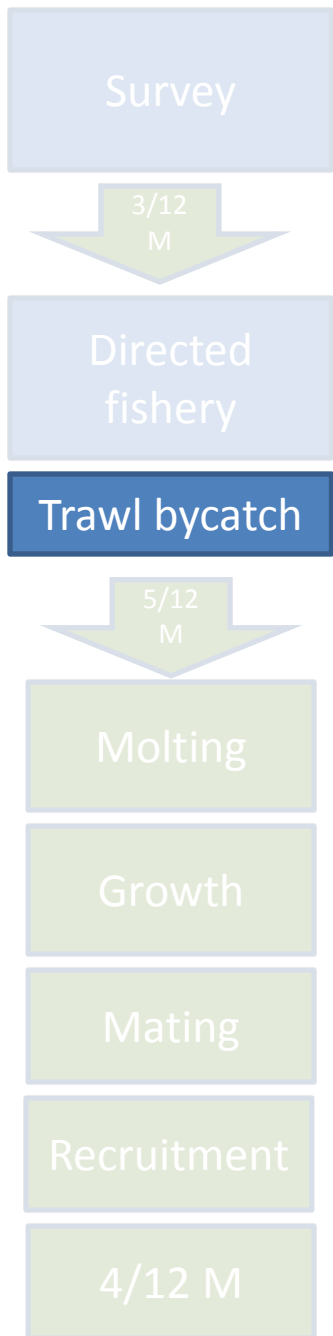 Survey
3/12
M
Directed
fishery
Trawl bycatch
5/12
M
Molting
Growth
Mating
Recruitment
4/12 M